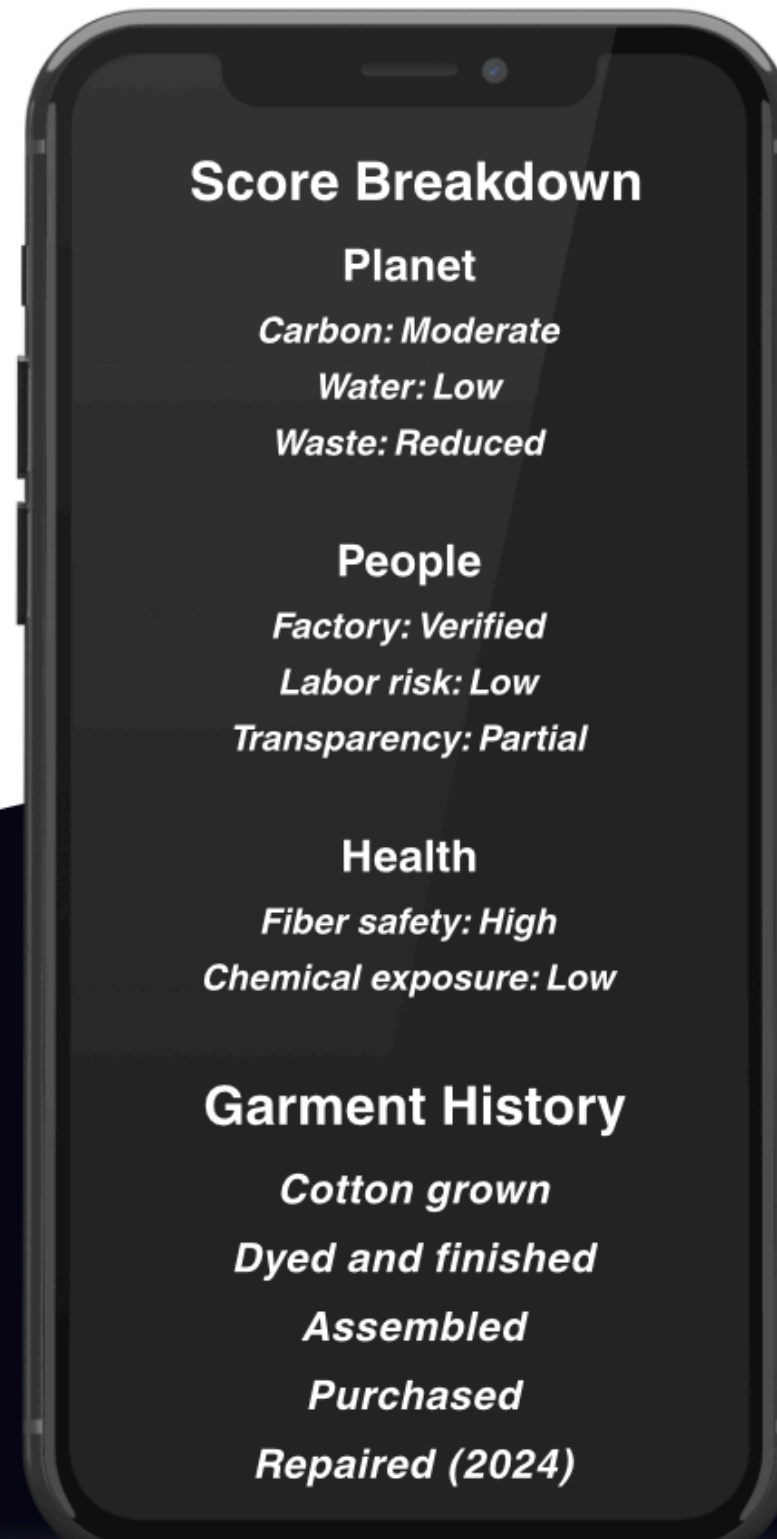 Score Breakdown
Planet
Carbon: Moderate
Water: Low
Waste: Reduced
People
Factory: Verified
Labor risk: Low
Transparency: Partial
Health
Fiber safety: High
Chemical exposure: Low
Garment History
Cotton grown
Dyed and finished
Assembled
Purchased
Repaired (2024)